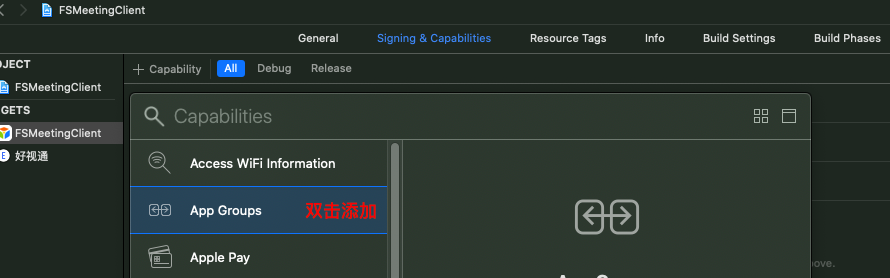 FSMeetingClient
General Signing & Capabilities Resource Tags Info Build Settings Build Phases
OJECT
+ Capability All Debug Release
FSMeetingClient
GETS
Capabilities
FSMeetingClient
好视通
Access WiFi Information
App Groups 双击添加
Apple Pay
ove.